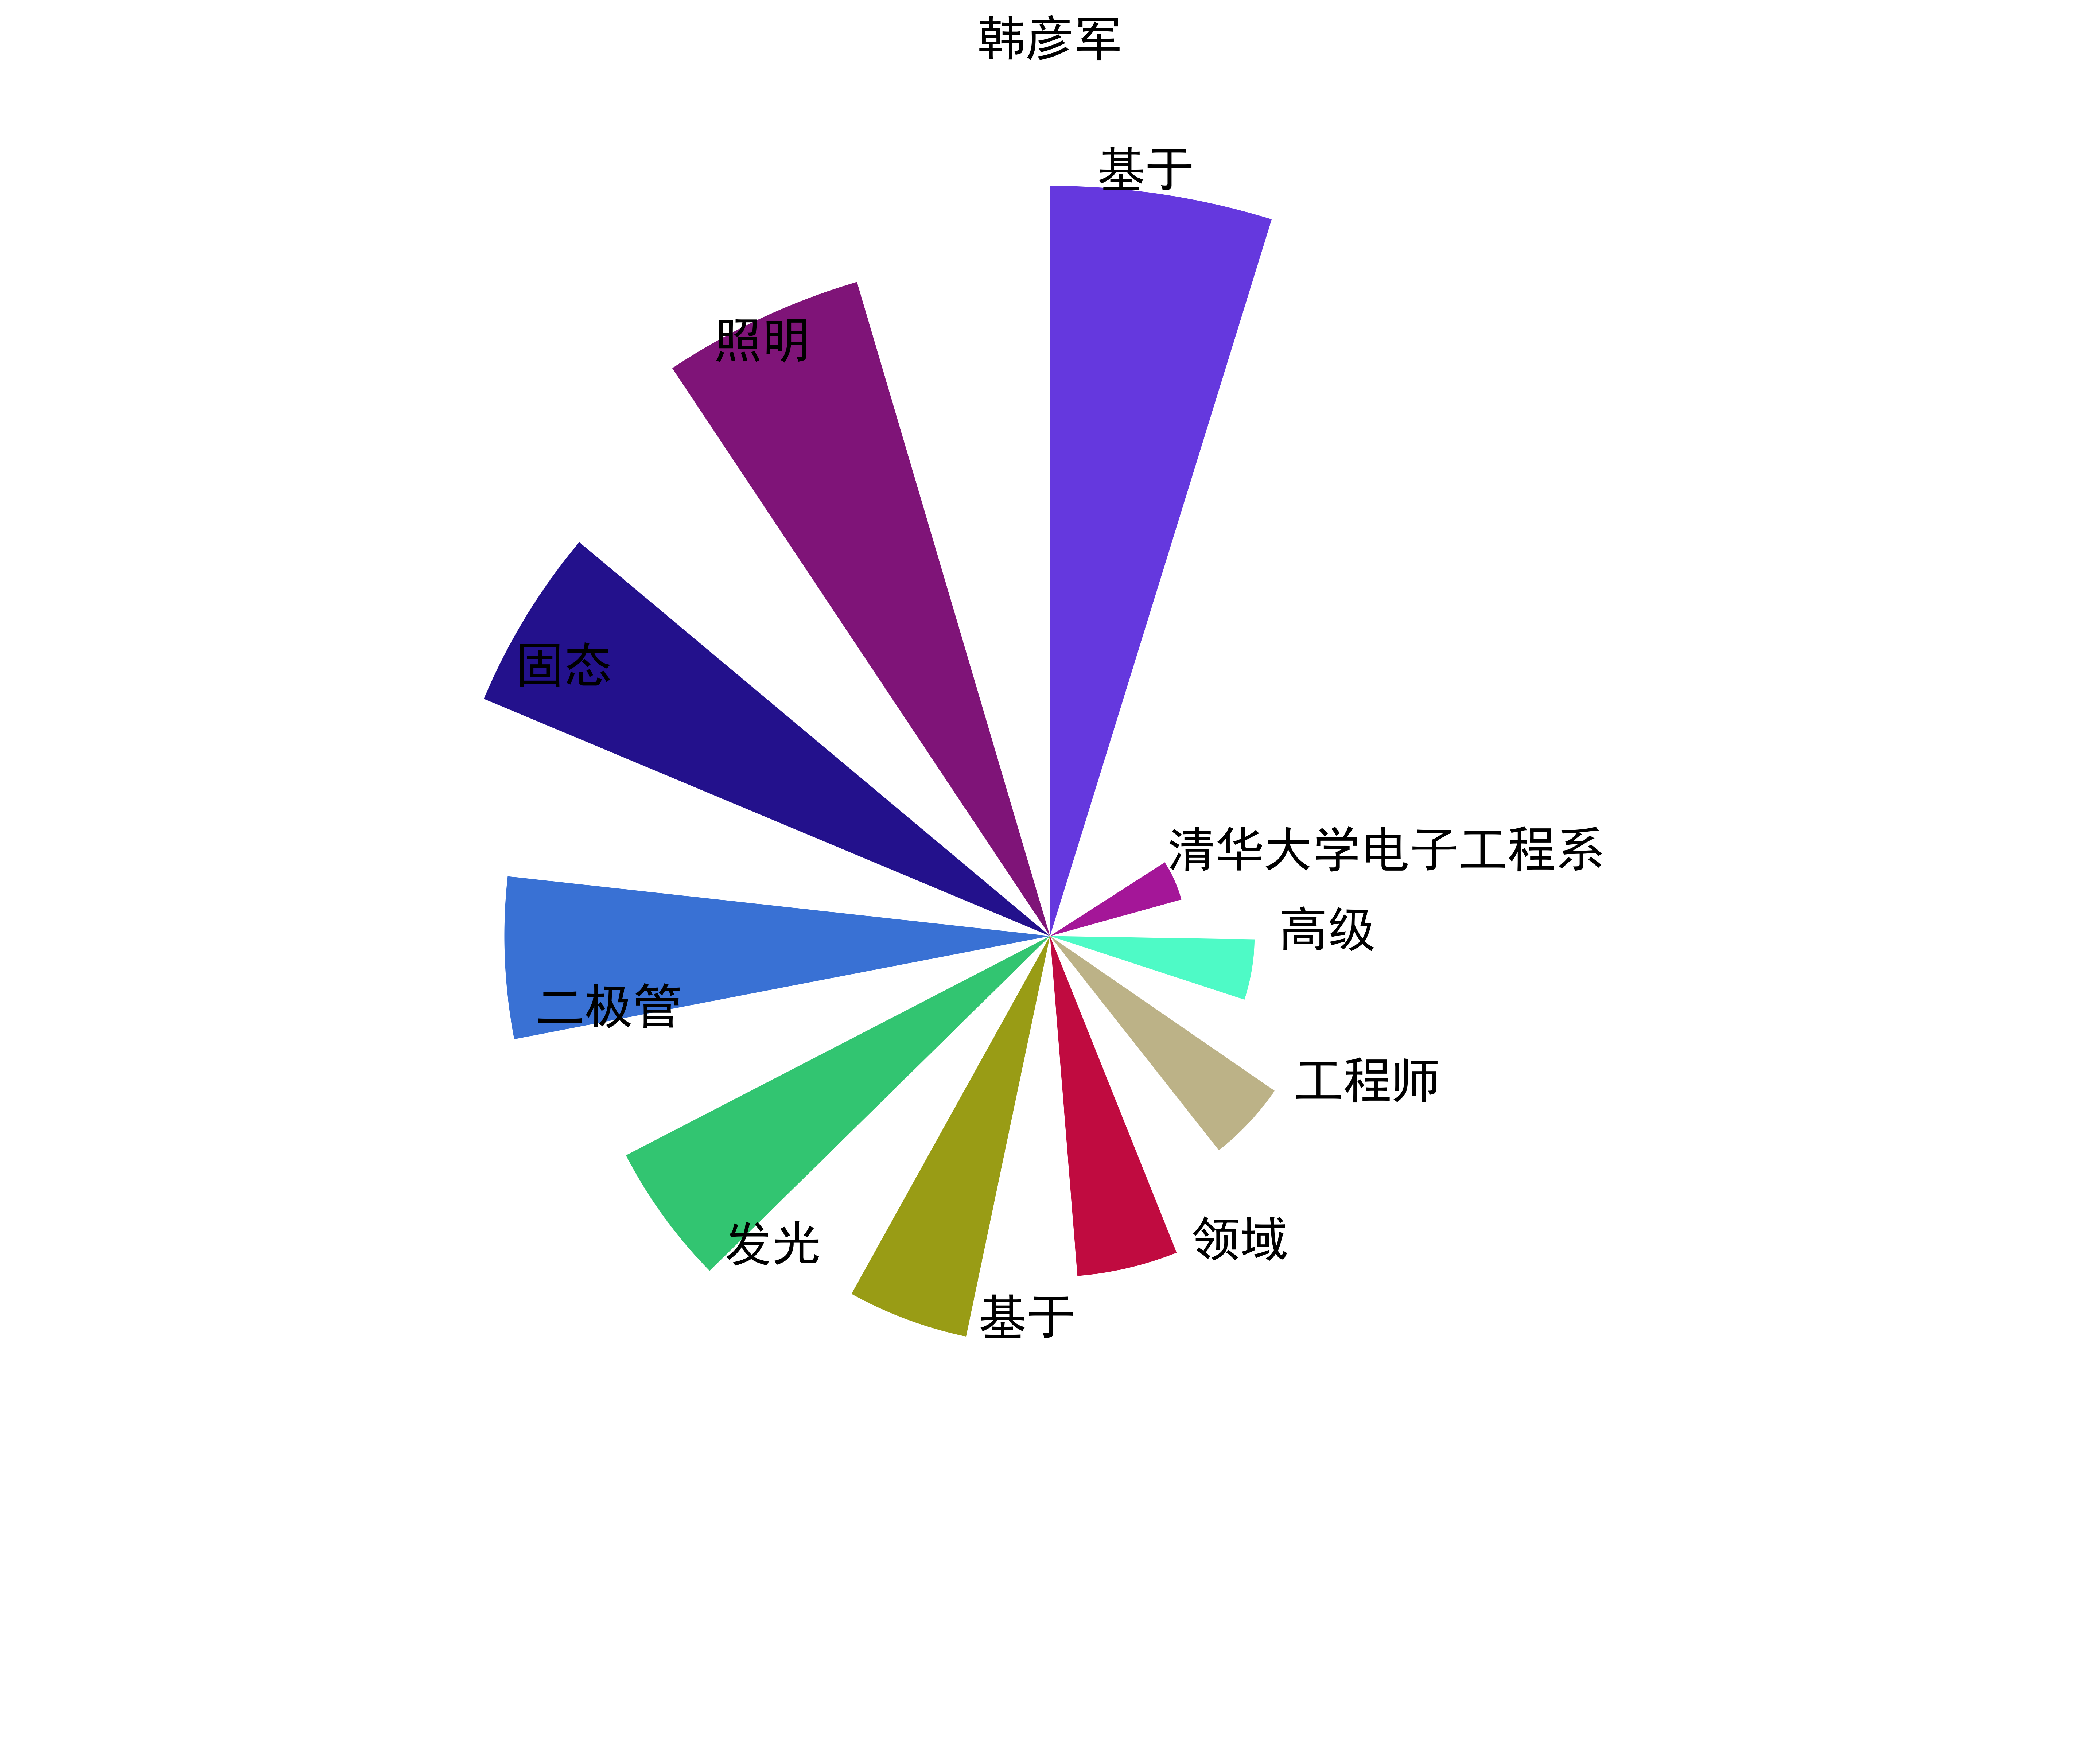 韩彦军
基于
照明
固态
清华大学电子工程系
高级
二极管
工程师
领域
发光
基于